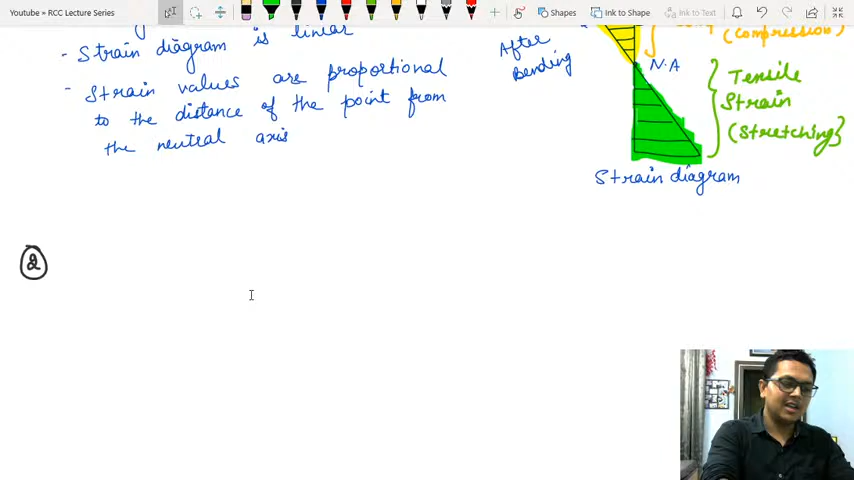 Youtube » RCC Lecture Series
Shapes
Ink to Shape
Ink to Text
is linear
- Strain diagram
- Strain values are proportional
to the distance of the point from
the neutral axis
After
Bending
(Compression)
N.A
Tensile
Strain
(Stretching)
Strain diagram
2